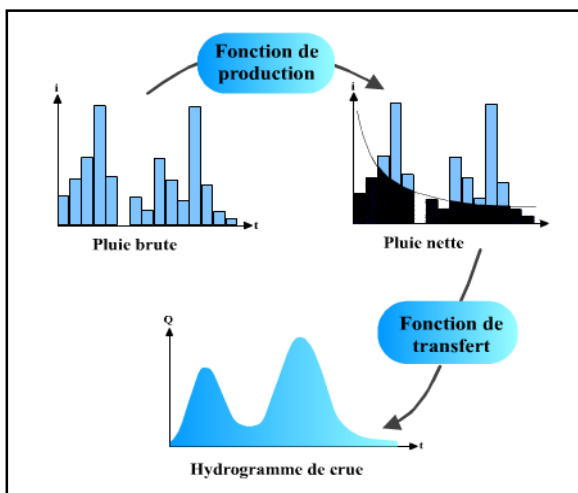 Fonction de
production
i
t
Pluie brute
i
t
Pluie nette
Fonction de
transfert
Q
t
Hydrogramme de crue